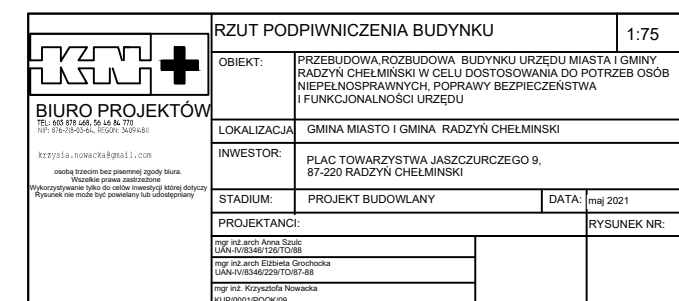 RZUT PODPIWNICZENIA BUDYNKU
1:75
KN +
BIURO PROJEKTÓW
TEL: 603 878 468, 56 46 84 770
NIP: 876-218-03-64, REGON: 340914811
krzysia.nowacka@gmail.com
osobą trzecim bez pisemnej zgody biura.
Wszelkie prawa zastrzeżone
Wykorzystywanie tylko do celów inwestycji której dotyczy
Rysunek nie może być powielany lub udostępniany
OBIEKT:
PRZEBUDOWA,ROZBUDOWA BUDYNKU URZĘDU MIASTA I GMINY
RADZYŃ CHEŁMIŃSKI W CELU DOSTOSOWANIA DO POTRZEB OSÓB
NIEPEŁNOSPRAWNYCH, POPRAWY BEZPIECZEŃSTWA
I FUNKCJONALNOŚCI URZĘDU
LOKALIZACJA
GMINA MIASTO I GMINA RADZYŃ CHEŁMINSKI
INWESTOR:
PLAC TOWARZYSTWA JASZCZURCZEGO 9,
87-220 RADZYŃ CHEŁMINSKI
STADIUM:
PROJEKT BUDOWLANY
DATA:
maj 2021
PROJEKTANCI:
RYSUNEK NR:
mgr inż.arch Anna Szulc
UAN-IV/8346/126/TO/88
mgr inż.arch Elżbieta Grochocka
UAN-IV/8346/229/TO/87-88
mgr inż. Krzysztofa Nowacka
KUP/0001/POOK/09